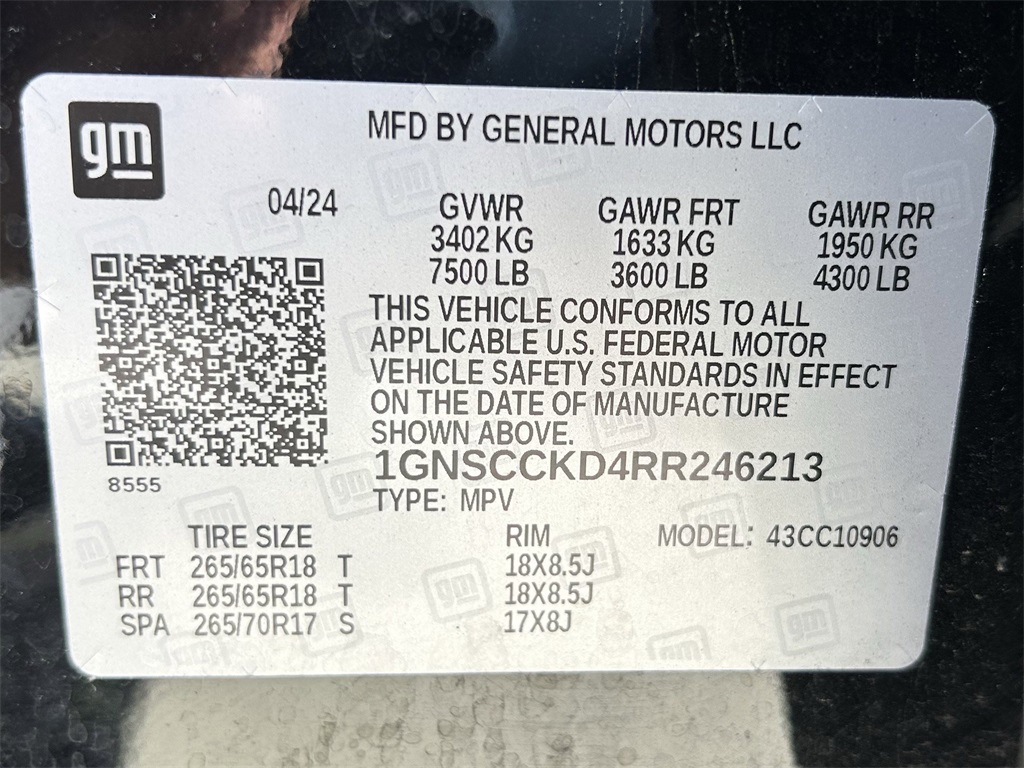 gm
MFD BY GENERAL MOTORS LLC
04/24
GVWR GAWR FRT GAWR RR
3402 KG 1633 KG 1950 KG
7500 LB 3600 LB 4300 LB
THIS VEHICLE CONFORMS TO ALL
APPLICABLE U.S. FEDERAL MOTOR
VEHICLE SAFETY STANDARDS IN EFFECT
ON THE DATE OF MANUFACTURE
SHOWN ABOVE.
1GNSCCKD4RR246213
8555
TYPE: MPV
TIRE SIZE RIM MODEL: 43CC10906
FRT 265/65R18 T 18X8.5J
RR 265/65R18 T 18X8.5J
SPA 265/70R17 S 17X8J